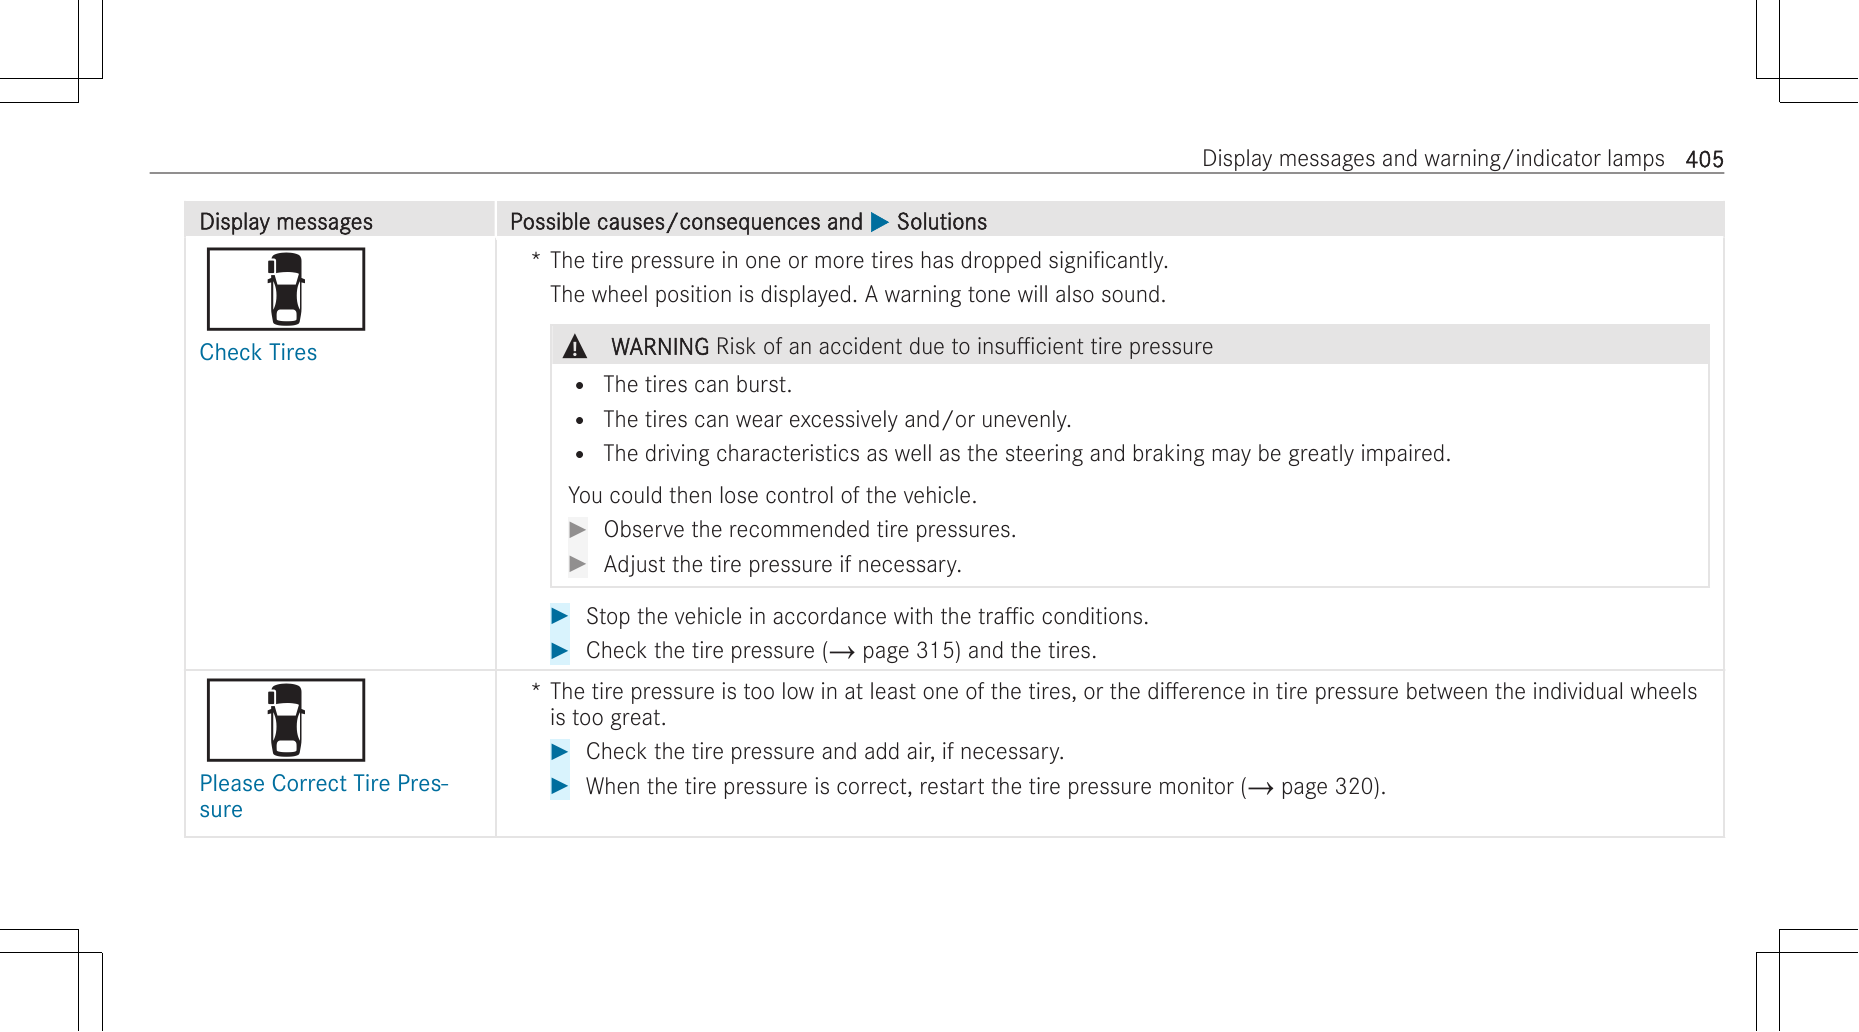 Display messages and warning/indicator lamps 405
Display messages
Possible causes/consequences and ▶ Solutions
Check Tires
* The tire pressure in one or more tires has dropped significantly.
The wheel position is displayed. A warning tone will also sound.
WARNING Risk of an accident due to insufficient tire pressure
• The tires can burst.
• The tires can wear excessively and/or unevenly.
• The driving characteristics as well as the steering and braking may be greatly impaired.
You could then lose control of the vehicle.
▶ Observe the recommended tire pressures.
▶ Adjust the tire pressure if necessary.
▶ Stop the vehicle in accordance with the traffic conditions.
▶ Check the tire pressure (→ page 315) and the tires.
Please Correct Tire Pres-
sure
* The tire pressure is too low in at least one of the tires, or the difference in tire pressure between the individual wheels
is too great.
▶ Check the tire pressure and add air, if necessary.
▶ When the tire pressure is correct, restart the tire pressure monitor (→ page 320).